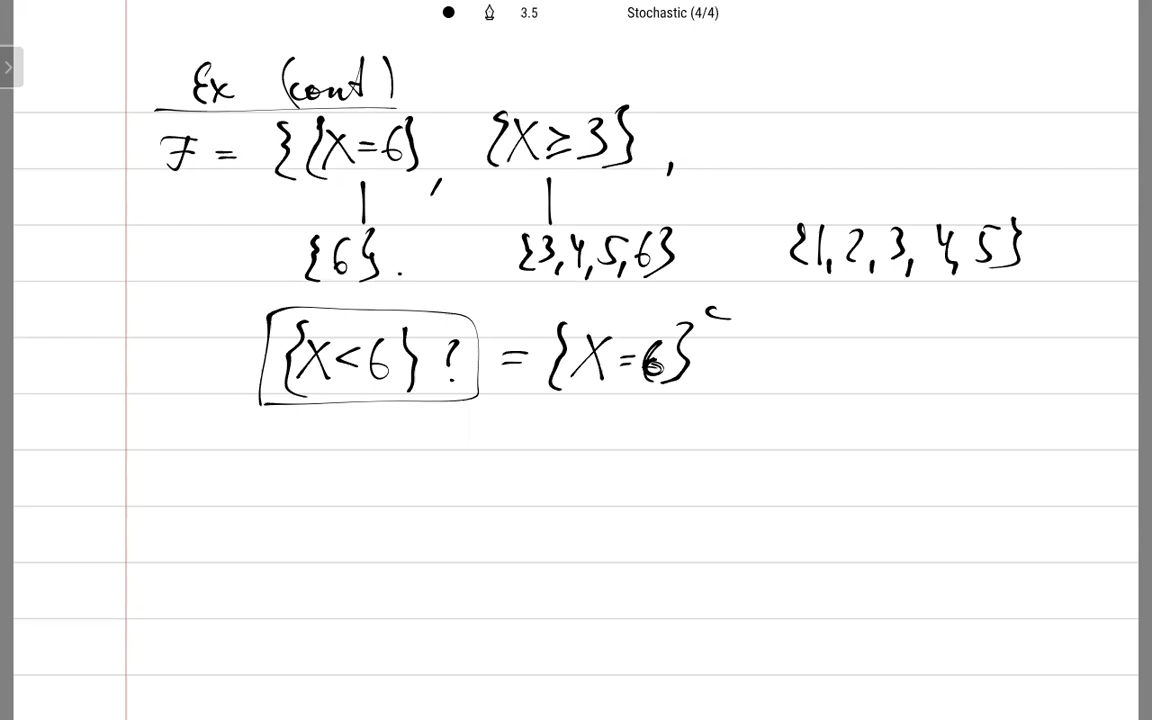 3.5 Stochastic (4/4)
Ex (cont)
F = {{X=6}, {X≥3},
{6}. {3,4,5,6} {1,2,3,4,5}
{X<6}? = {X=6}ᶜ